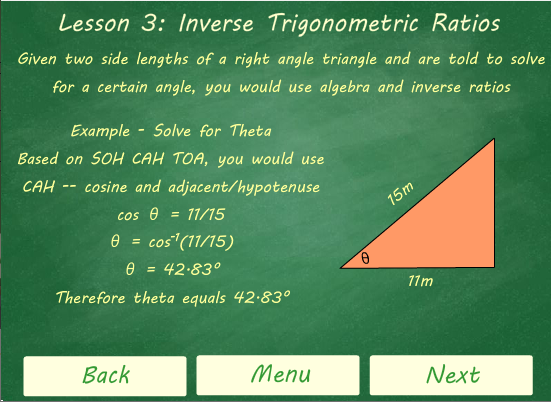 Lesson 3: Inverse Trigonometric Ratios
Given two side lengths of a right angle triangle and are told to solve
for a certain angle, you would use algebra and inverse ratios
Example - Solve for Theta
Based on SOH CAH TOA, you would use
CAH -- cosine and adjacent/hypotenuse
cos θ = 11/15
θ = cos⁻¹(11/15)
θ = 42.83°
Therefore theta equals 42.83°
15m
θ
11m
Back
Menu
Next